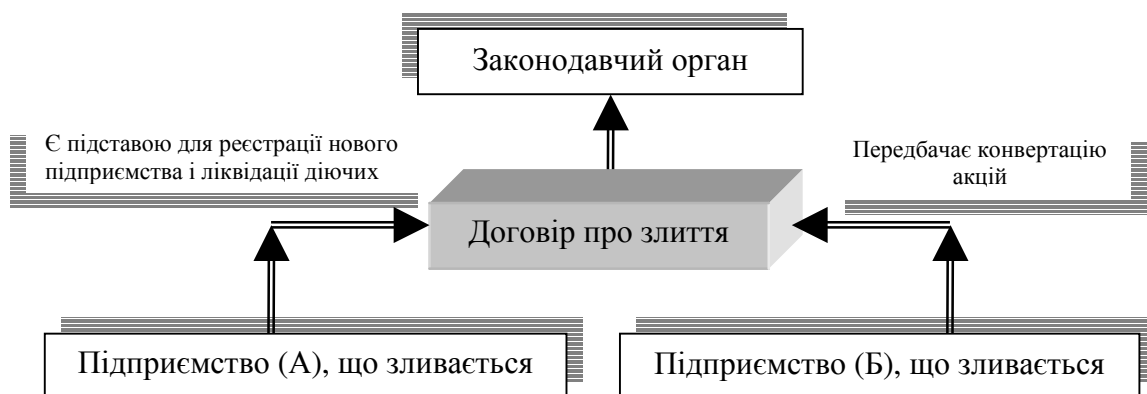 Законодавчий орган
Є підставою для реєстрації нового
підприємства і ліквідації діючих
Передбачає конвертацію
акцій
Договір про злиття
Підприємство (А), що зливається
Підприємство (Б), що зливається